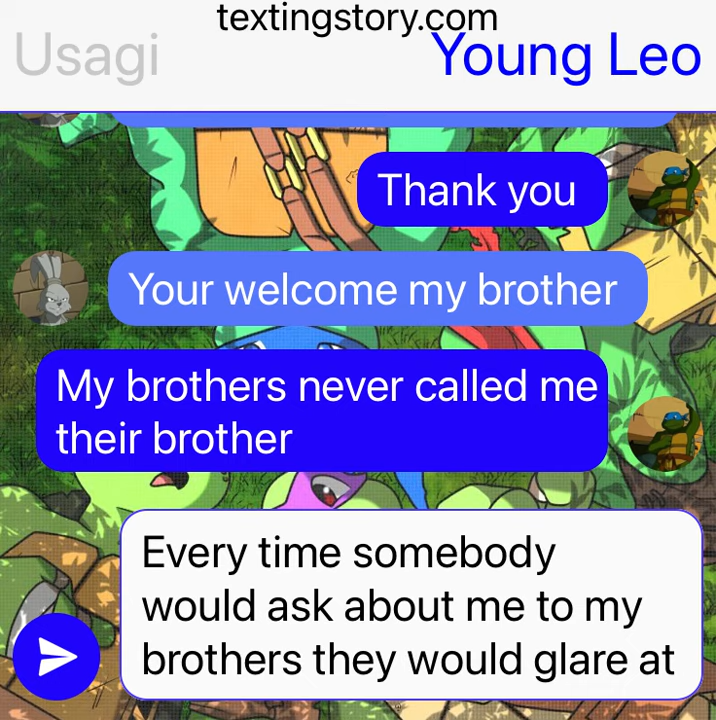 textingstory.com
Usagi
Young Leo
Thank you
Your welcome my brother
My brothers never called me
their brother
Every time somebody
would ask about me to my
brothers they would glare at